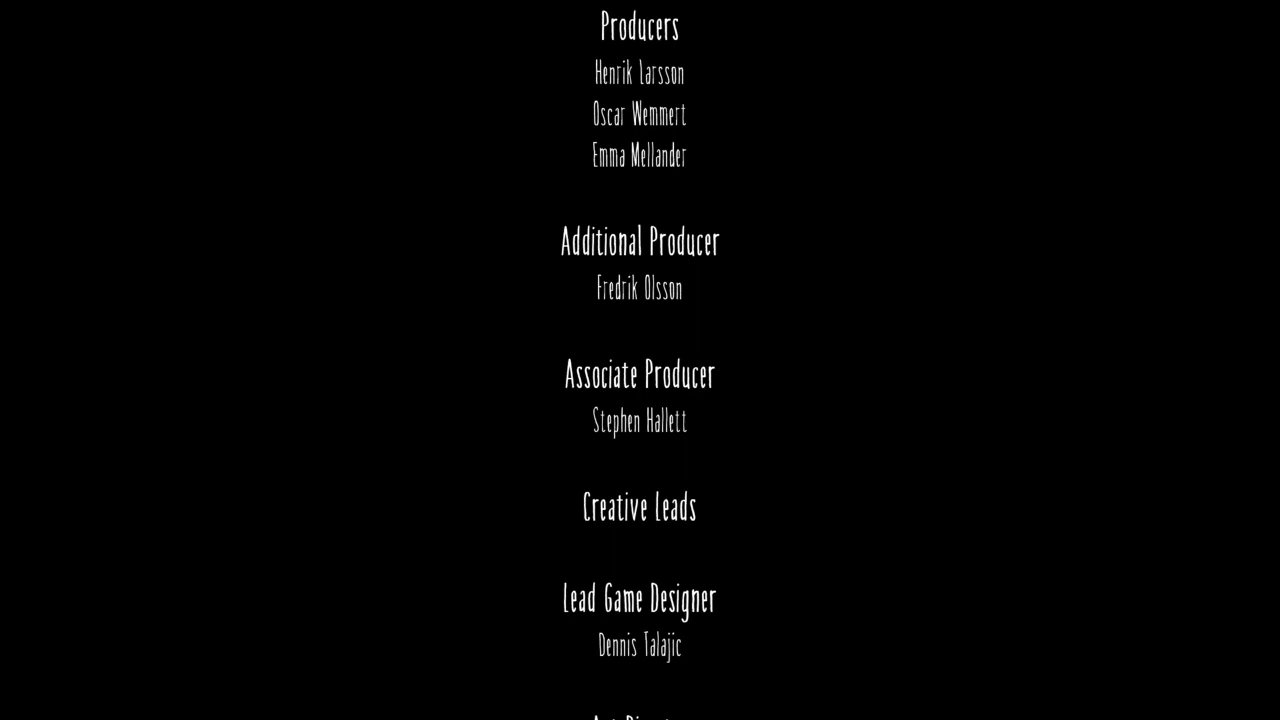 Producers
Henrik Larsson
Oscar Wemmert
Emma Mellander
Additional Producer
Fredrik Olsson
Associate Producer
Stephen Hallett
Creative Leads
Lead Game Designer
Dennis Talajic